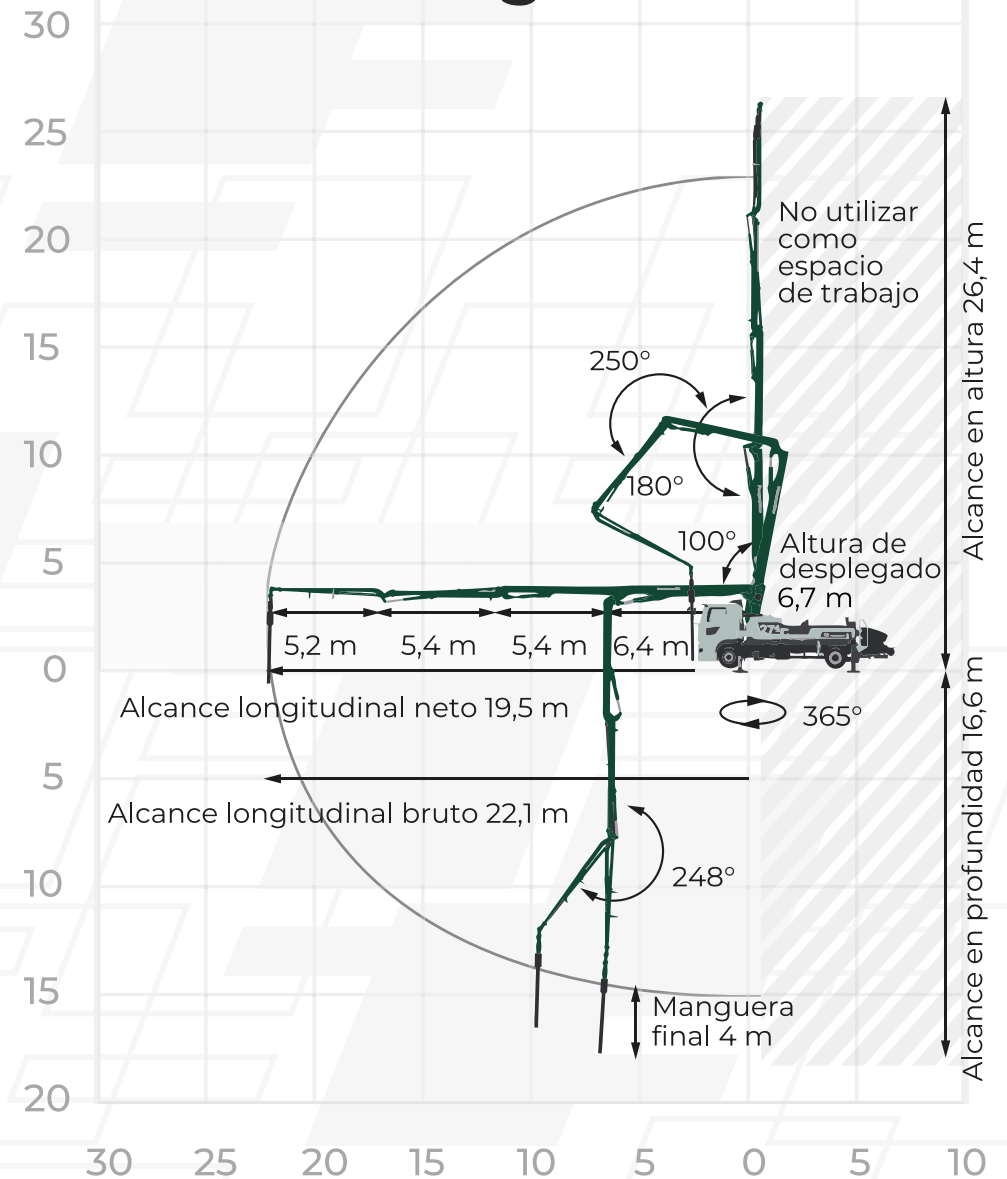 30
25
20
15
10
5
0
5
10
15
20
30
25
20
15
10
5
0
5
10
No utilizar
como
espacio
de trabajo
Alcance en altura 26,4 m
250°
180°
100°
Altura de
desplegado
6,7 m
5,2 m
5,4 m
5,4 m
6,4 m
Alcance longitudinal neto 19,5 m
365°
Alcance longitudinal bruto 22,1 m
248°
Manguera
final 4 m
Alcance en profundidad 16,6 m